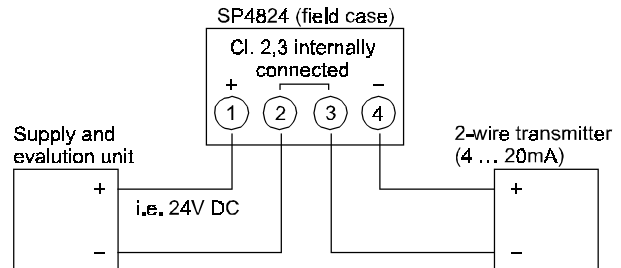 SP4824 (field case)
Cl. 2,3 internally
connected
+ –
1 2 3 4
Supply and
evalution unit
2-wire transmitter
(4 ... 20mA)
+ +
i.e. 24V DC
– –